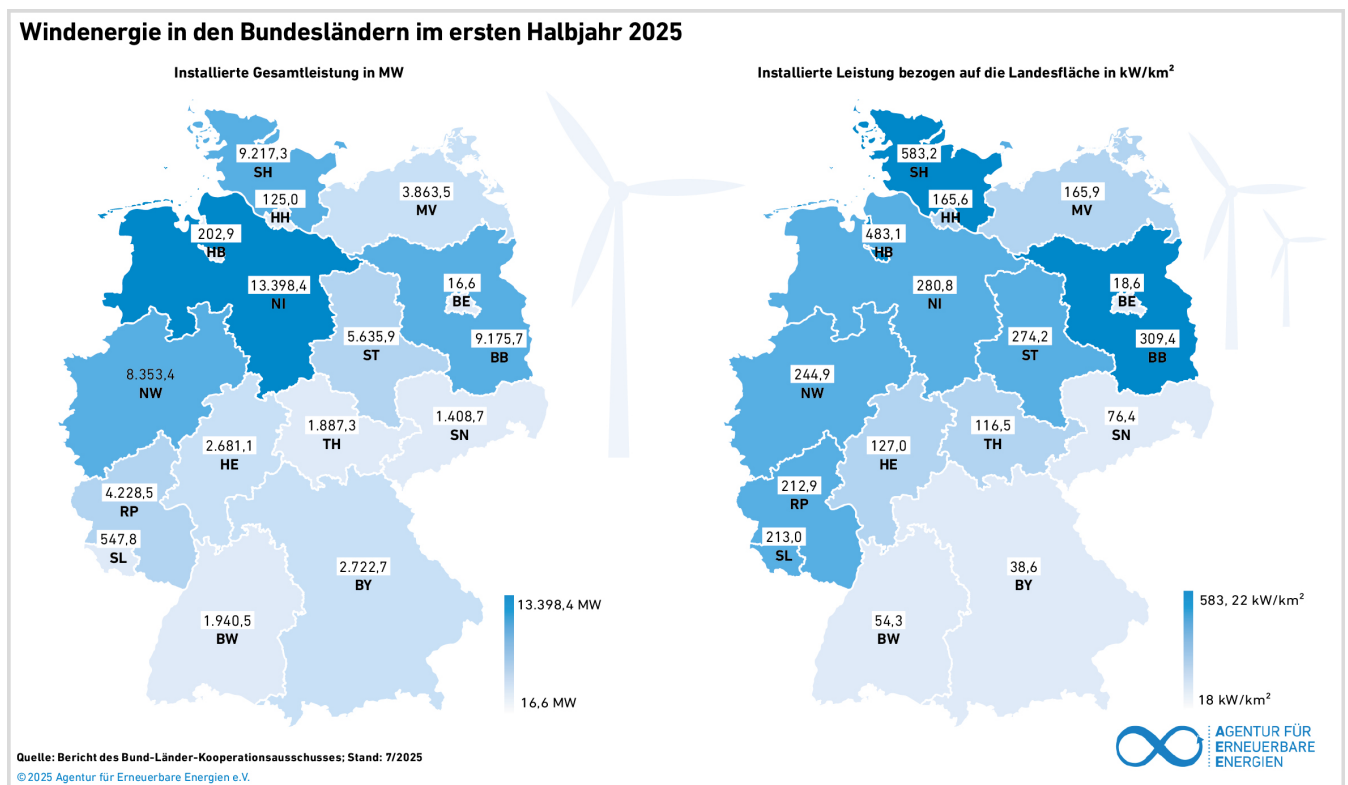 Windenergie in den Bundesländern im ersten Halbjahr 2025
Installierte Gesamtleistung in MW
9.217,3
SH
125,0
HH
3.863,5
MV
202,9
HB
13.398,4
NI
16,6
BE
5.635,9
ST
9.175,7
BB
8.353,4
NW
1.887,3
TH
1.408,7
SN
2.681,1
HE
4.228,5
RP
547,8
SL
2.722,7
BY
1.940,5
BW
13.398,4 MW
16,6 MW
Installierte Leistung bezogen auf die Landesfläche in kW/km²
583,2
SH
165,6
HH
165,9
MV
483,1
HB
280,8
NI
18,6
BE
274,2
ST
309,4
BB
244,9
NW
116,5
TH
76,4
SN
127,0
HE
212,9
RP
213,0
SL
38,6
BY
54,3
BW
583, 22 kW/km²
18 kW/km²
Quelle: Bericht des Bund-Länder-Kooperationsausschusses; Stand: 7/2025
© 2025 Agentur für Erneuerbare Energien e.V.
AGENTUR FÜR
ERNEUERBARE
ENERGIEN